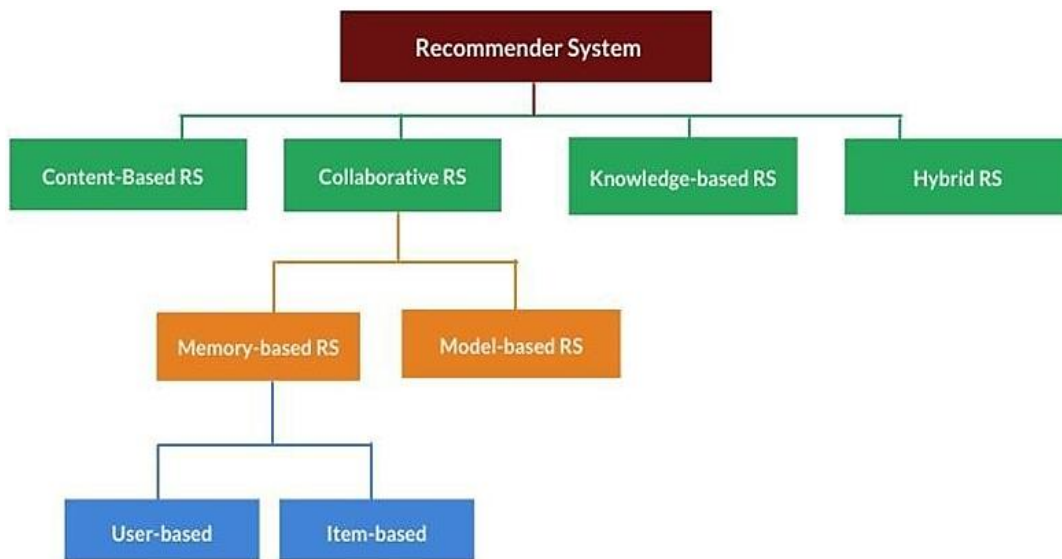 Recommender System
Content-Based RS
Collaborative RS
Knowledge-based RS
Hybrid RS
Memory-based RS
Model-based RS
User-based
Item-based